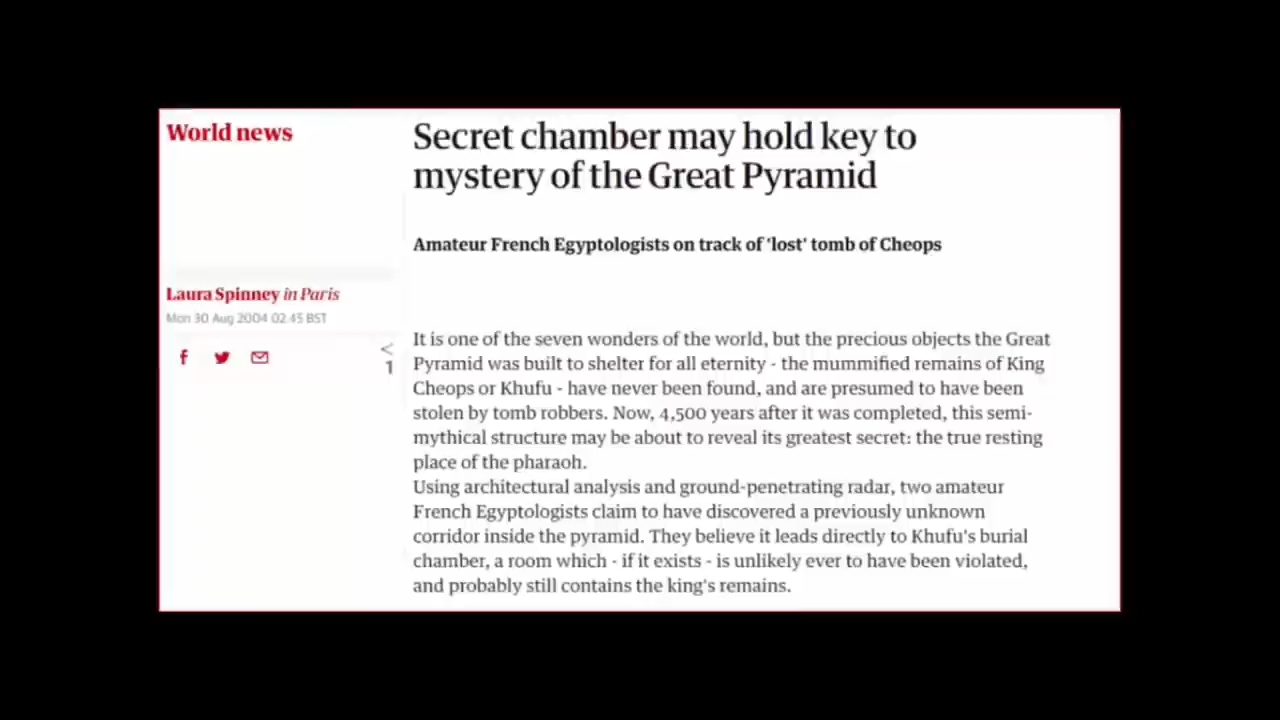 World news
Secret chamber may hold key to
mystery of the Great Pyramid
Amateur French Egyptologists on track of 'lost' tomb of Cheops
Laura Spinney in Paris
Mon 30 Aug 2004 02.45 BST
1
It is one of the seven wonders of the world, but the precious objects the Great
Pyramid was built to shelter for all eternity - the mummified remains of King
Cheops or Khufu - have never been found, and are presumed to have been
stolen by tomb robbers. Now, 4,500 years after it was completed, this semi-
mythical structure may be about to reveal its greatest secret: the true resting
place of the pharaoh.
Using architectural analysis and ground-penetrating radar, two amateur
French Egyptologists claim to have discovered a previously unknown
corridor inside the pyramid. They believe it leads directly to Khufu's burial
chamber, a room which - if it exists - is unlikely ever to have been violated,
and probably still contains the king's remains.